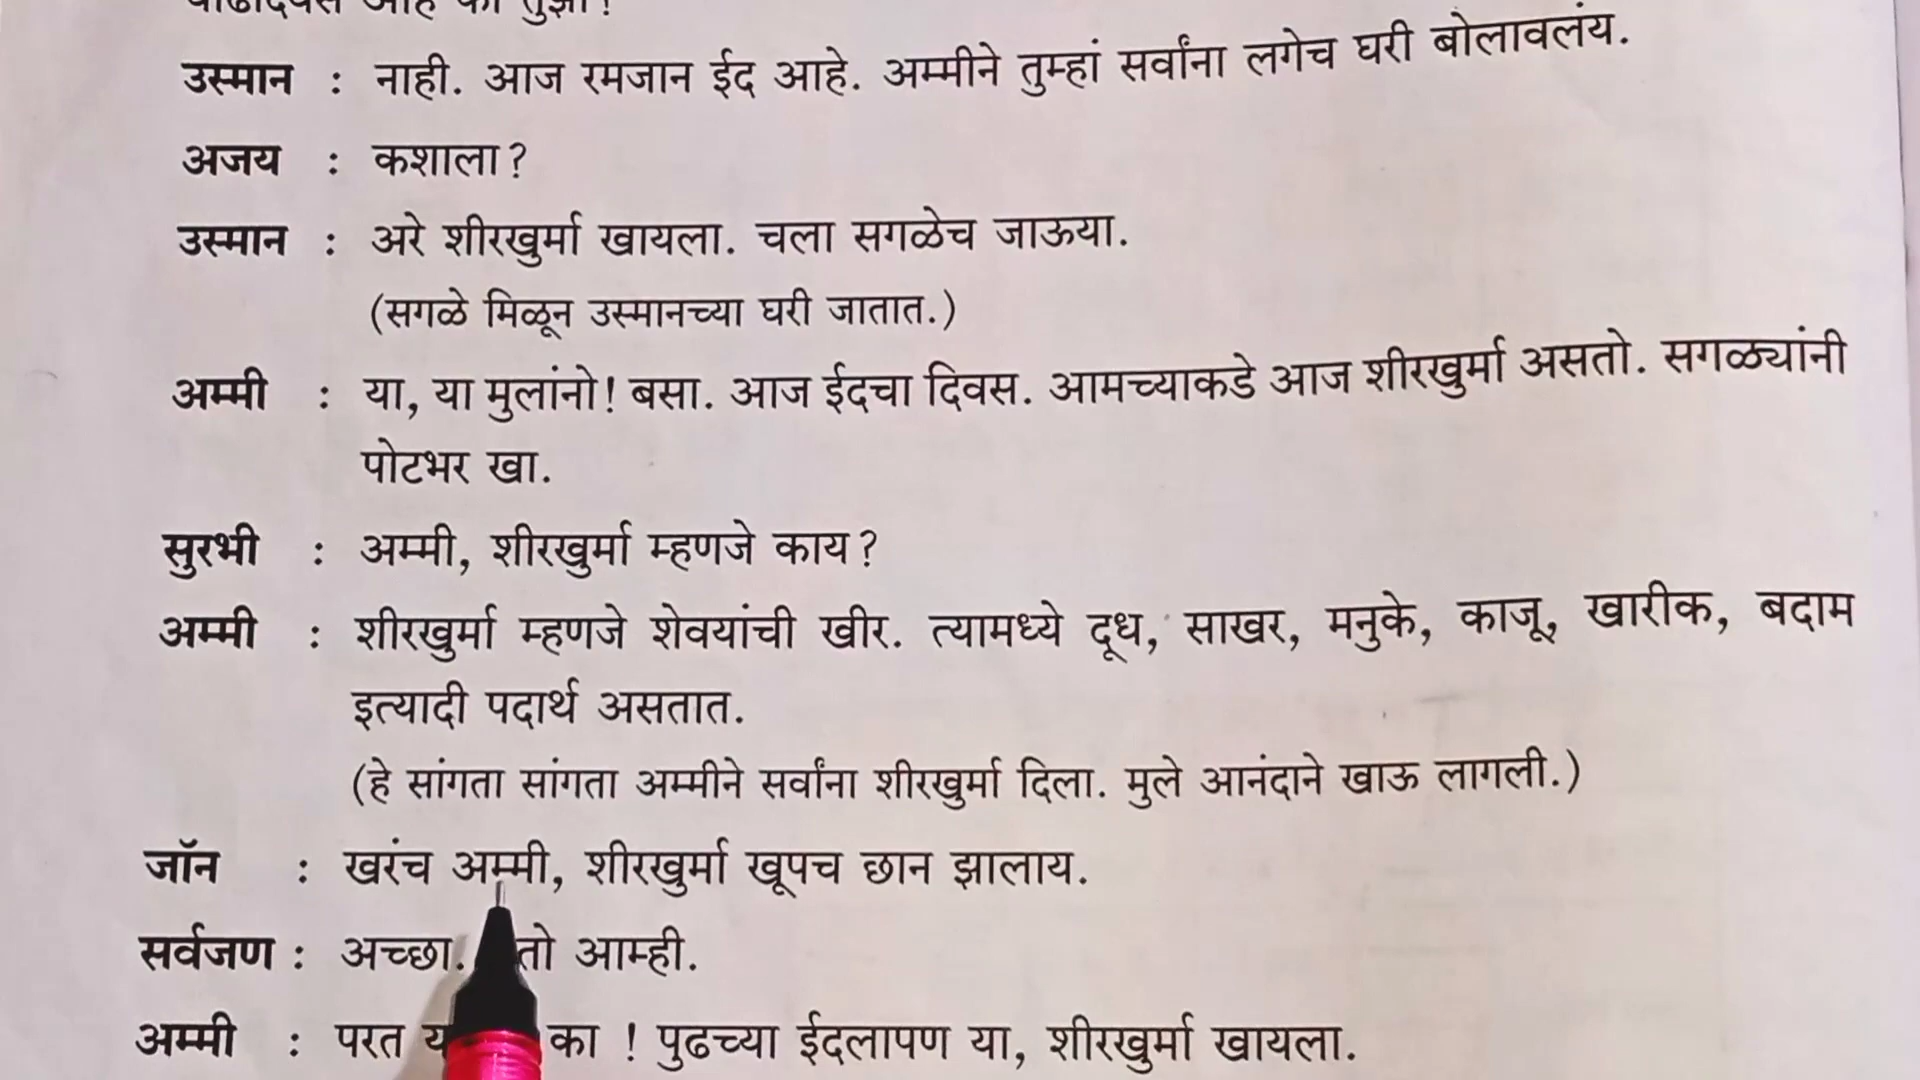 वाढदिवस आहे का तुझा!
उस्मान : नाही. आज रमजान ईद आहे. अम्मीने तुम्हां सर्वांना लगेच घरी बोलावलंय.
अजय : कशाला?
उस्मान : अरे शीरखुर्मा खायला. चला सगळेच जाऊया.
(सगळे मिळून उस्मानच्या घरी जातात.)
अम्मी : या, या मुलांनो! बसा. आज ईदचा दिवस. आमच्याकडे आज शीरखुर्मा असतो. सगळ्यांनी
पोटभर खा.
सुरभी : अम्मी, शीरखुर्मा म्हणजे काय?
अम्मी : शीरखुर्मा म्हणजे शेवयांची खीर. त्यामध्ये दूध, साखर, मनुके, काजू, खारीक, बदाम
इत्यादी पदार्थ असतात.
(हे सांगता सांगता अम्मीने सर्वांना शीरखुर्मा दिला. मुले आनंदाने खाऊ लागली.)
जॉन : खरंच अम्मी, शीरखुर्मा खूपच छान झालाय.
सर्वजण : अच्छा. आम्ही.
अम्मी : परत का ! पुढच्या ईदलापण या, शीरखुर्मा खायला.